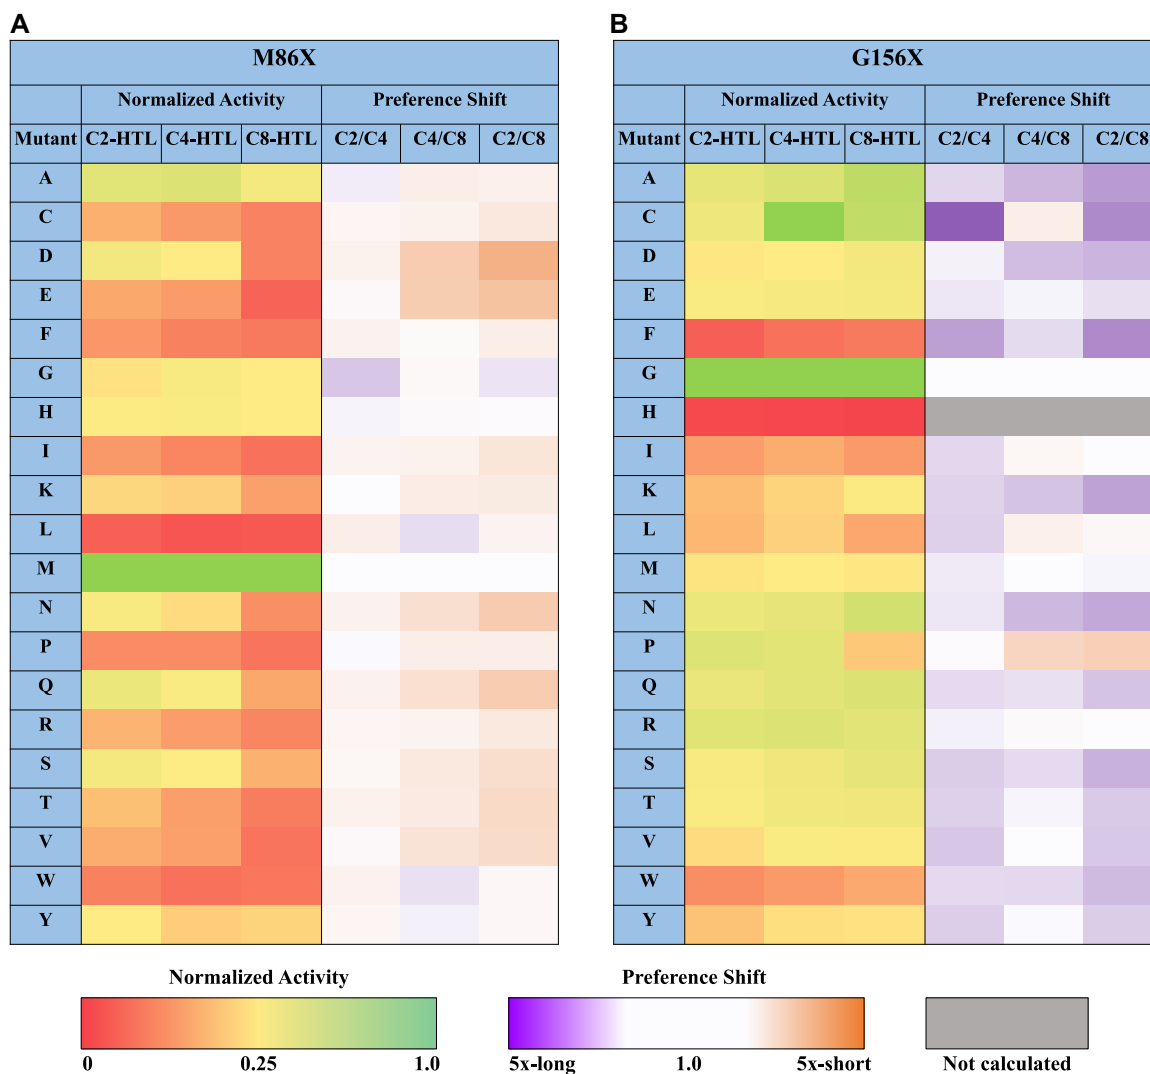 A
B
M86X
G156X
Normalized Activity
Preference Shift
Normalized Activity
Preference Shift
Mutant C2-HTL C4-HTL C8-HTL C2/C4 C4/C8 C2/C8
Mutant C2-HTL C4-HTL C8-HTL C2/C4 C4/C8 C2/C8
A
A
C
C
D
D
E
E
F
F
G
G
H
H
I
I
K
K
L
L
M
M
N
N
P
P
Q
Q
R
R
S
S
T
T
V
V
W
W
Y
Y
Normalized Activity
Preference Shift
0 0.25 1.0
5x-long 1.0 5x-short
Not calculated